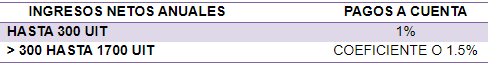 INGRESOS NETOS ANUALES PAGOS A CUENTA
HASTA 300 UIT 1%
> 300 HASTA 1700 UIT COEFICIENTE O 1.5%